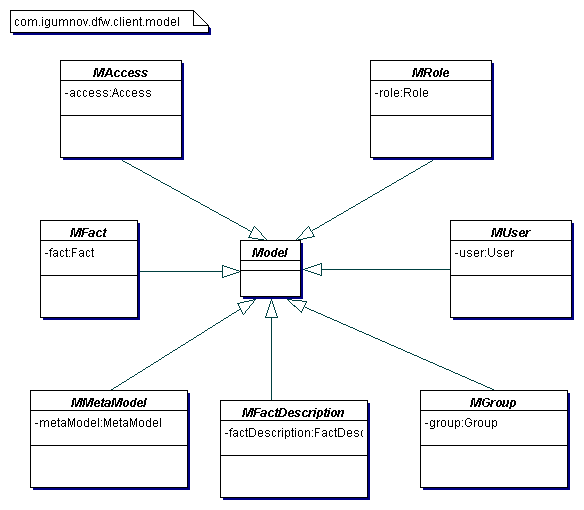 com.igumnov.dfw.client.model
MAccess
-access:Access
MRole
-role:Role
MFact
-fact:Fact
Model
MUser
-user:User
MMetaModel
-metaModel:MetaModel
MFactDescription
-factDescription:FactDesc
MGroup
-group:Group